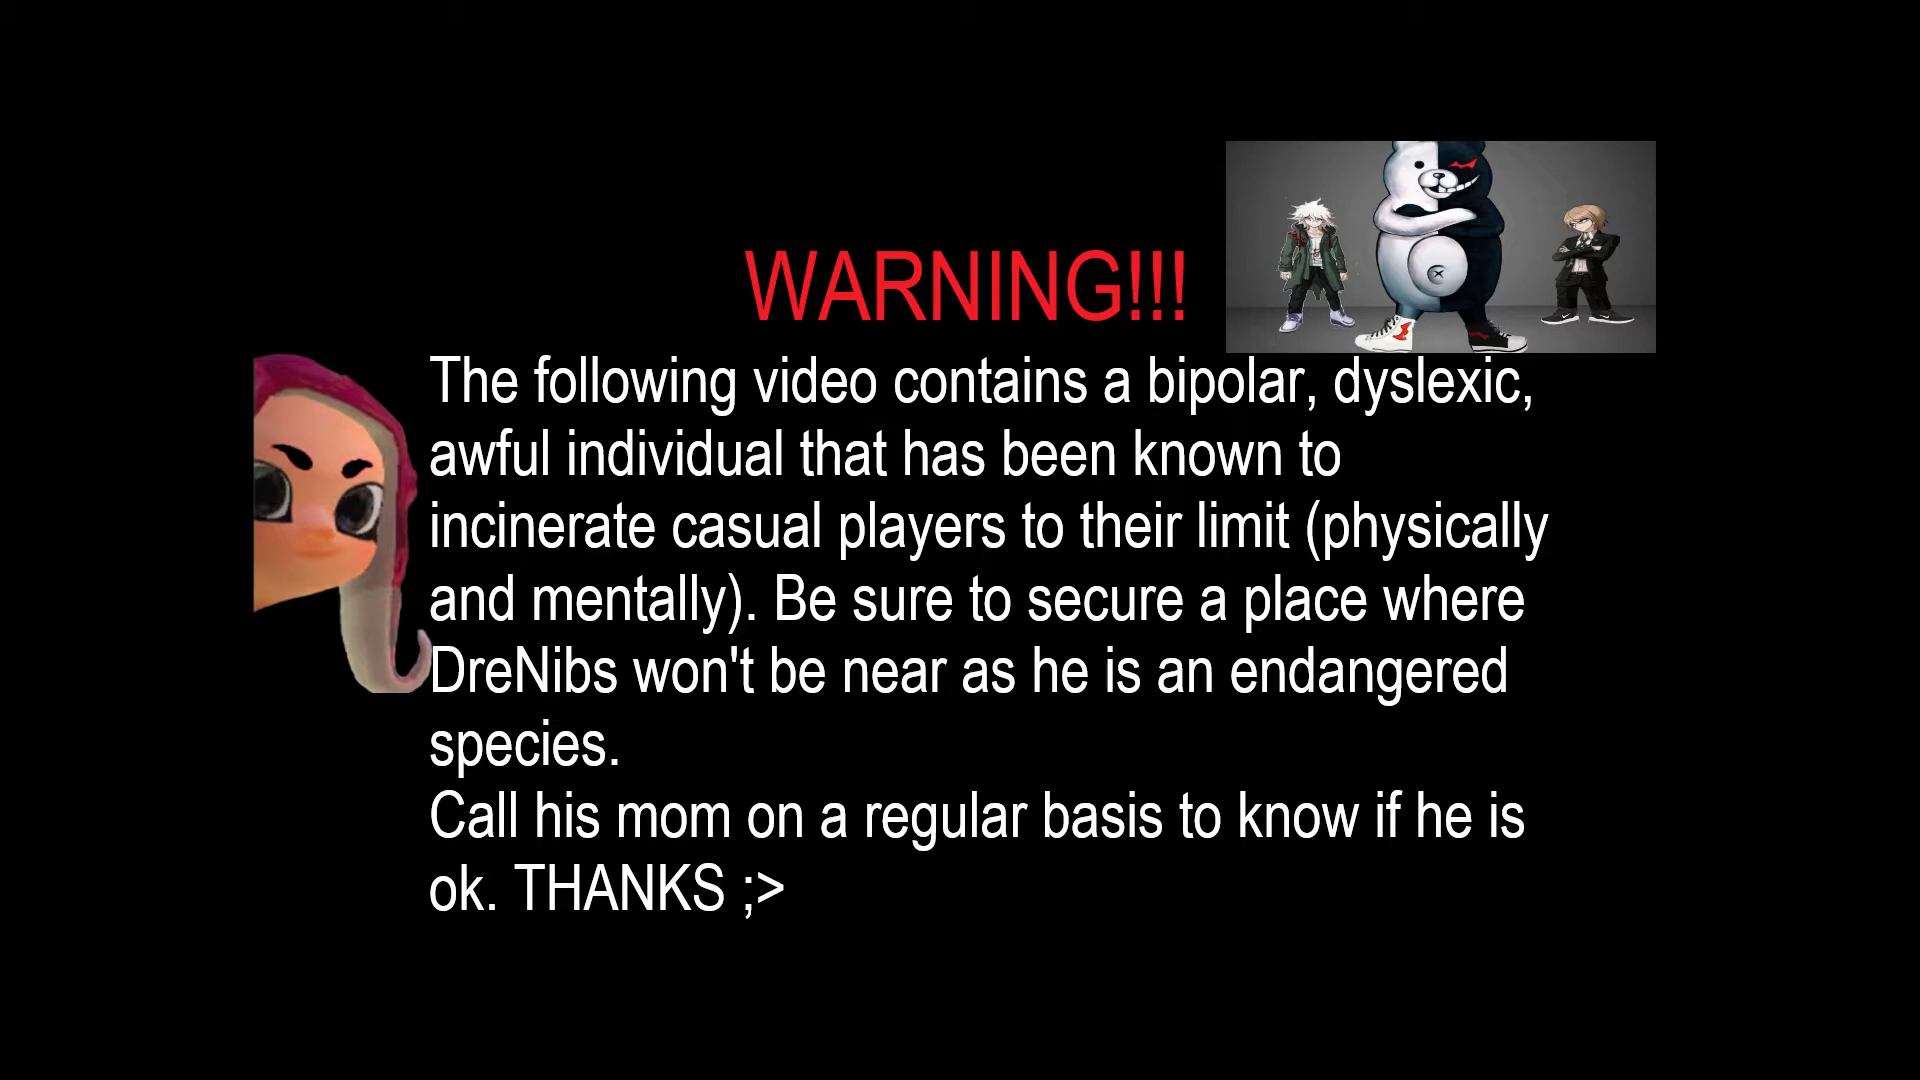 WARNING!!!
The following video contains a bipolar, dyslexic,
awful individual that has been known to
incinerate casual players to their limit (physically
and mentally). Be sure to secure a place where
DreNibs won't be near as he is an endangered
species.
Call his mom on a regular basis to know if he is
ok. THANKS ;>